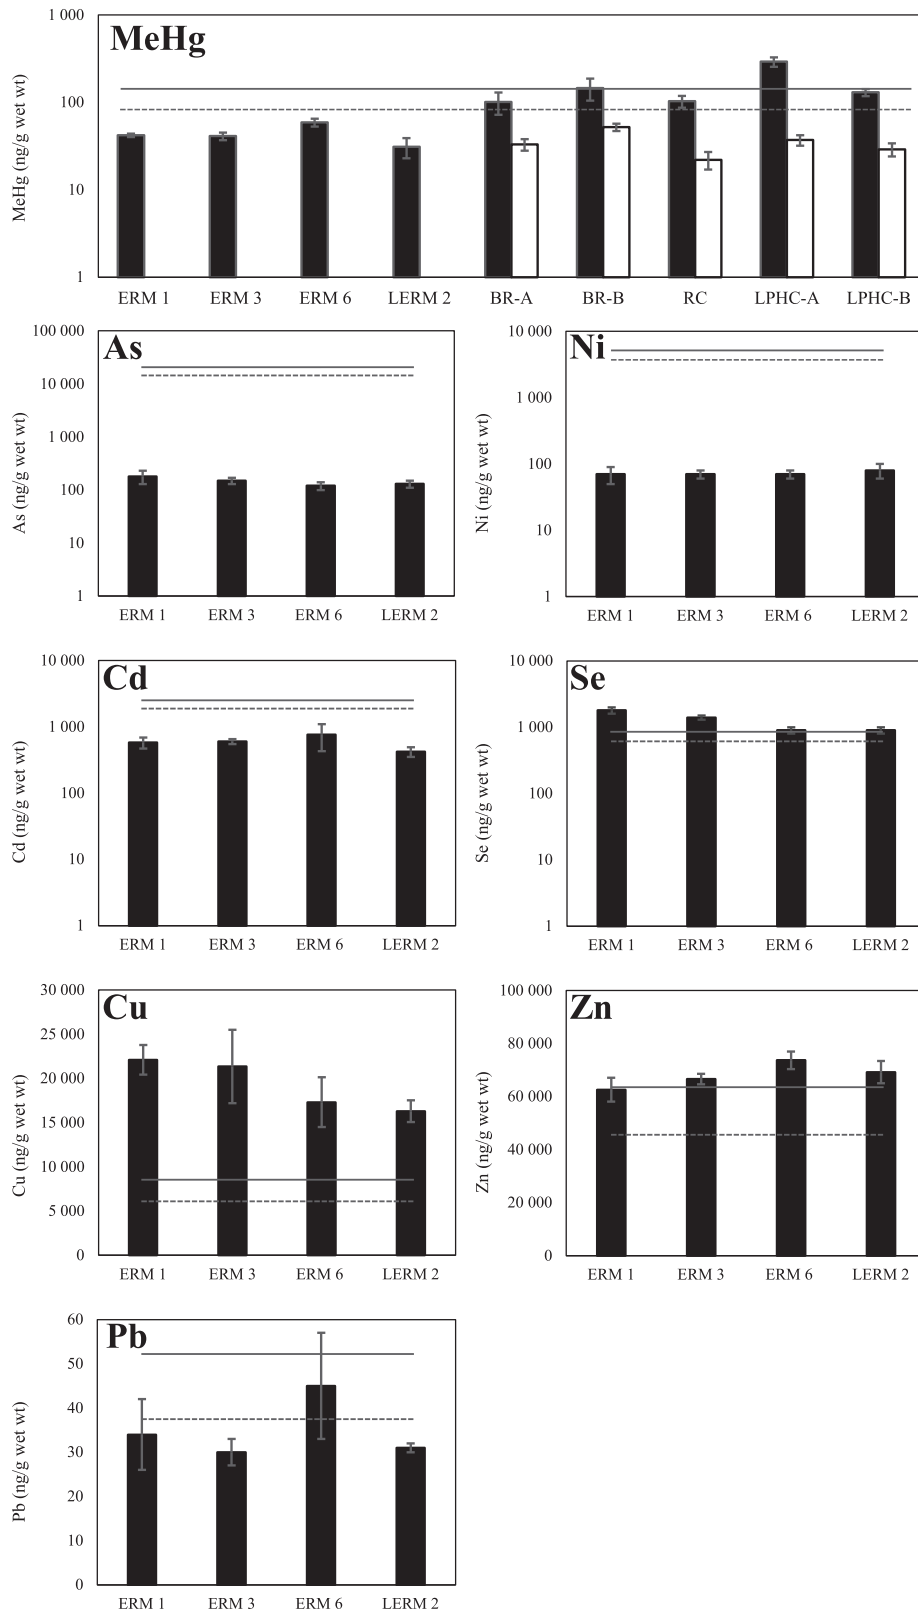 MeHg
MeHg (ng/g wet wt)
1 000
100
10
1
ERM 1 ERM 3 ERM 6 LERM 2 BR-A BR-B RC LPHC-A LPHC-B
As
As (ng/g wet wt)
100 000
10 000
1 000
100
10
1
ERM 1 ERM 3 ERM 6 LERM 2
Ni
Ni (ng/g wet wt)
10 000
1 000
100
10
1
ERM 1 ERM 3 ERM 6 LERM 2
Cd
Cd (ng/g wet wt)
10 000
1 000
100
10
1
ERM 1 ERM 3 ERM 6 LERM 2
Se
Se (ng/g wet wt)
10 000
1 000
100
10
1
ERM 1 ERM 3 ERM 6 LERM 2
Cu
Cu (ng/g wet wt)
30 000
25 000
20 000
15 000
10 000
5 000
0
ERM 1 ERM 3 ERM 6 LERM 2
Zn
Zn (ng/g wet wt)
100 000
80 000
60 000
40 000
20 000
0
ERM 1 ERM 3 ERM 6 LERM 2
Pb
Pb (ng/g wet wt)
60
50
40
30
20
10
0
ERM 1 ERM 3 ERM 6 LERM 2